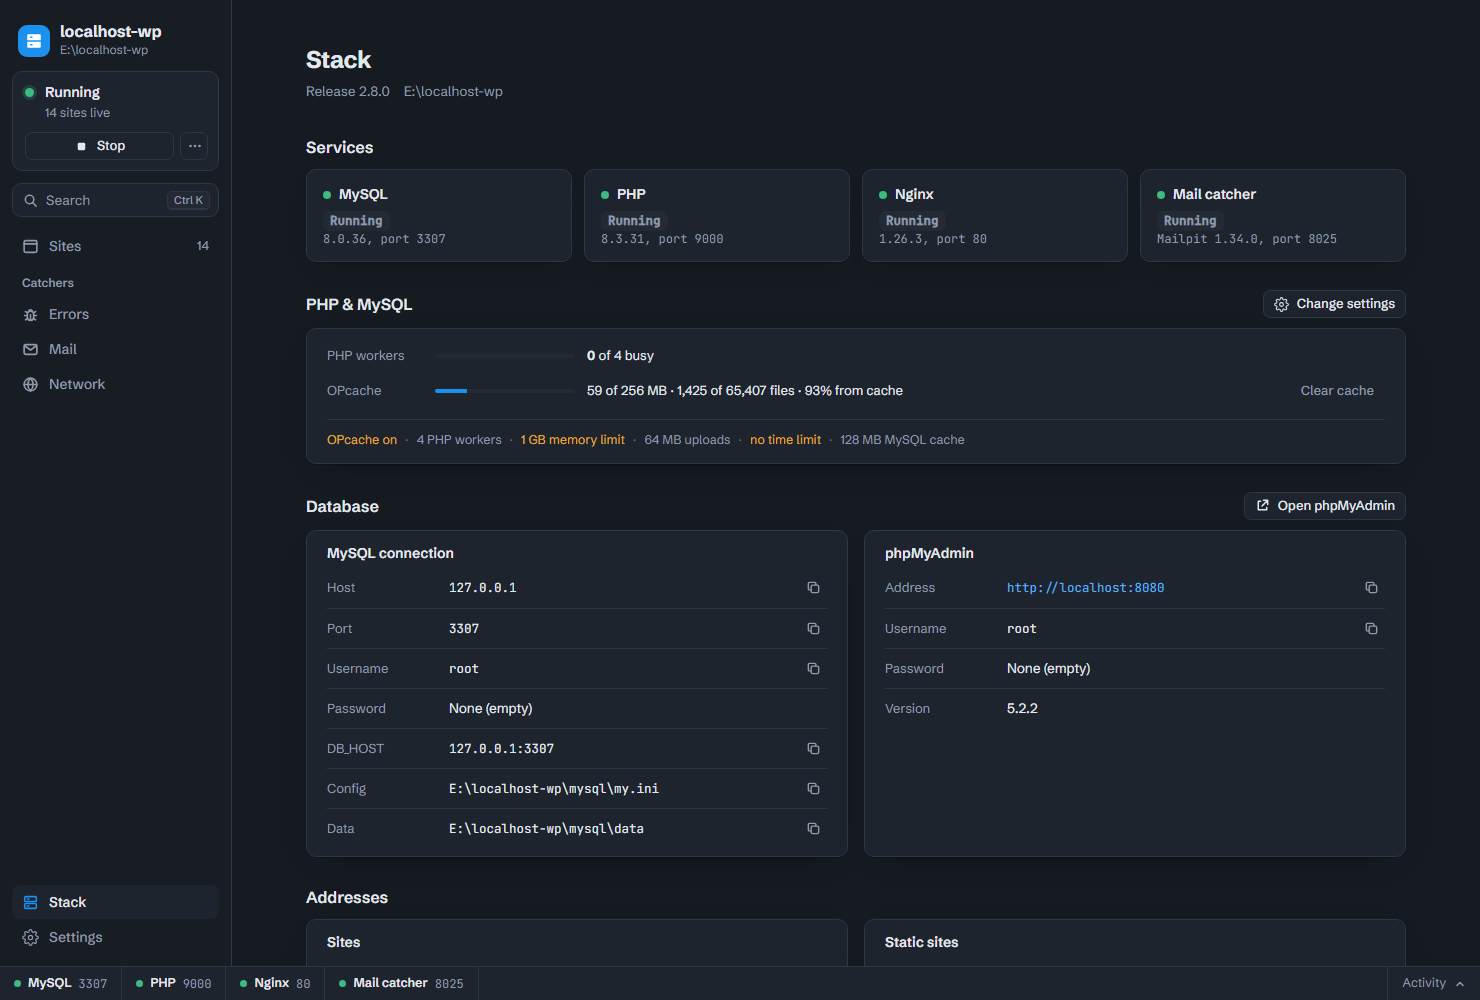 localhost-wp
E:\localhost-wp
Running
14 sites live
Stop
Search Ctrl K
Sites 14
Catchers
Errors
Mail
Network
Stack
Settings
Stack
Release 2.8.0 E:\localhost-wp
Services
MySQL
Running
8.0.36, port 3307
PHP
Running
8.3.31, port 9000
Nginx
Running
1.26.3, port 80
Mail catcher
Running
Mailpit 1.34.0, port 8025
PHP & MySQL
Change settings
PHP workers 0 of 4 busy
OPcache 59 of 256 MB · 1,425 of 65,407 files · 93% from cache Clear cache
OPcache on · 4 PHP workers · 1 GB memory limit · 64 MB uploads · no time limit · 128 MB MySQL cache
Database
Open phpMyAdmin
MySQL connection
Host 127.0.0.1
Port 3307
Username root
Password None (empty)
DB_HOST 127.0.0.1:3307
Config E:\localhost-wp\mysql\my.ini
Data E:\localhost-wp\mysql\data
phpMyAdmin
Address http://localhost:8080
Username root
Password None (empty)
Version 5.2.2
Addresses
Sites
Static sites
MySQL 3307 PHP 9000 Nginx 80 Mail catcher 8025 Activity